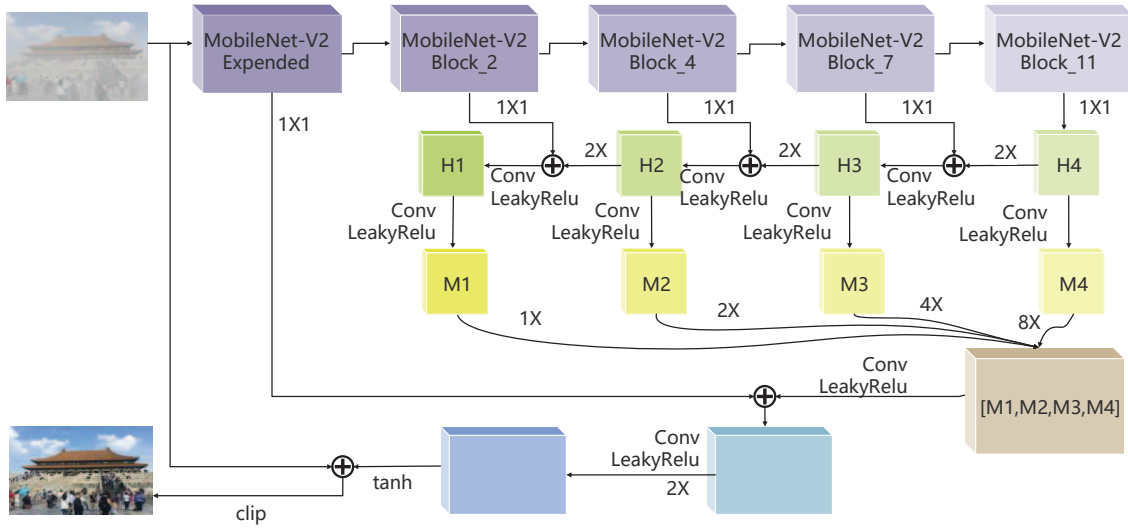 MobileNet-V2
Expended
MobileNet-V2
Block_2
MobileNet-V2
Block_4
MobileNet-V2
Block_7
MobileNet-V2
Block_11
1X1
1X1
1X1
1X1
1X1
H1
2X
H2
2X
H3
2X
H4
Conv
LeakyRelu
Conv
LeakyRelu
Conv
LeakyRelu
Conv
LeakyRelu
Conv
LeakyRelu
Conv
LeakyRelu
Conv
LeakyRelu
M1
M2
M3
M4
1X
2X
4X
8X
Conv
LeakyRelu
[M1,M2,M3,M4]
Conv
LeakyRelu
2X
tanh
clip